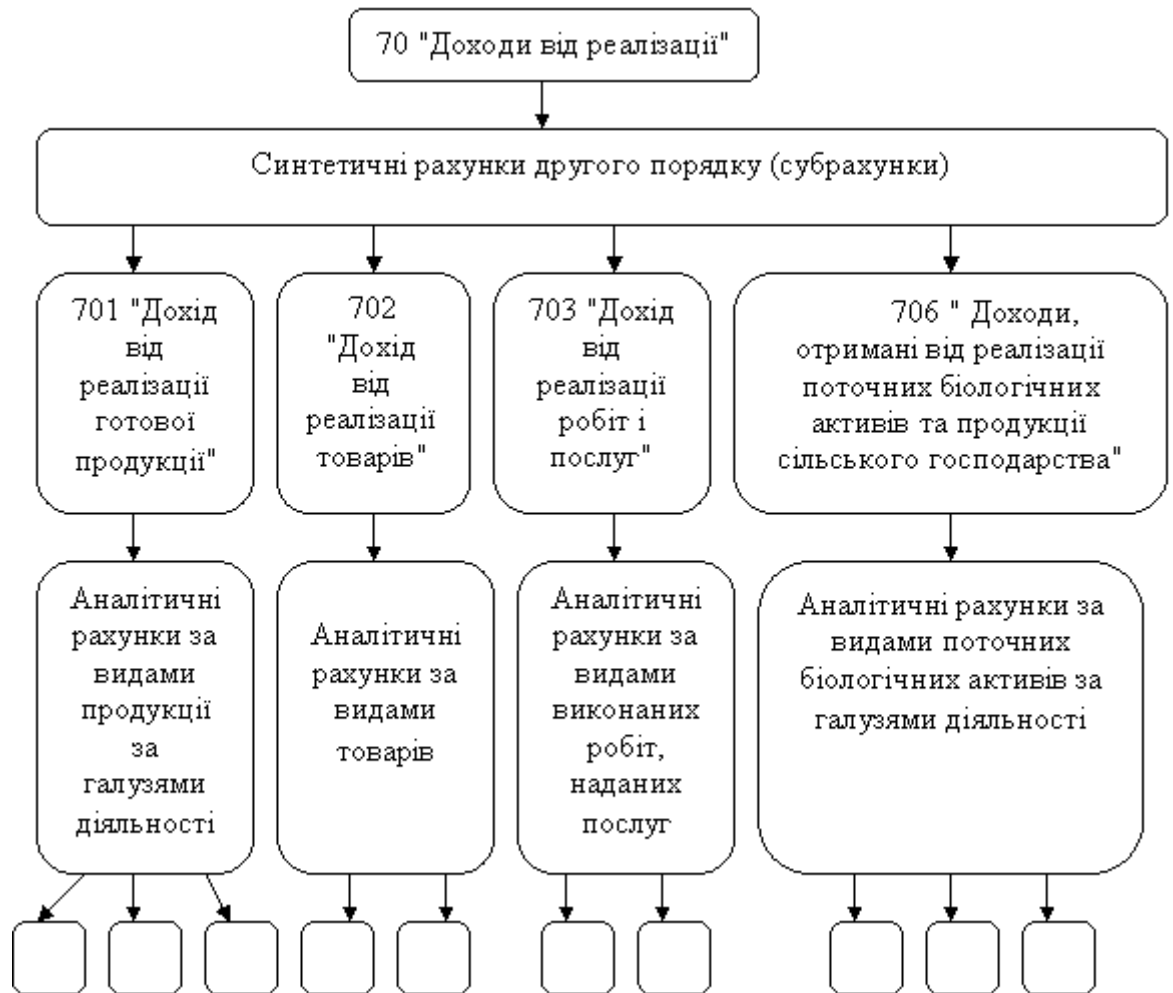 70 "Доходи від реалізації"
Синтетичні рахунки другого порядку (субрахунки)
701 "Дохід
від
реалізації
готової
продукції"
702
"Дохід
від
реалізації
товарів"
703 "Дохід
від
реалізації
робіт і
послуг"
706 " Доходи,
отримані від реалізації
поточних біологічних
активів та продукції
сільського господарства"
Аналітичні
рахунки за
видами
продукції
за
галузями
діяльності
Аналітичні
рахунки за
видами
товарів
Аналітичні
рахунки за
видами
виконаних
робіт,
наданих
послуг
Аналітичні рахунки за
видами поточних
біологічних активів за
галузями діяльності